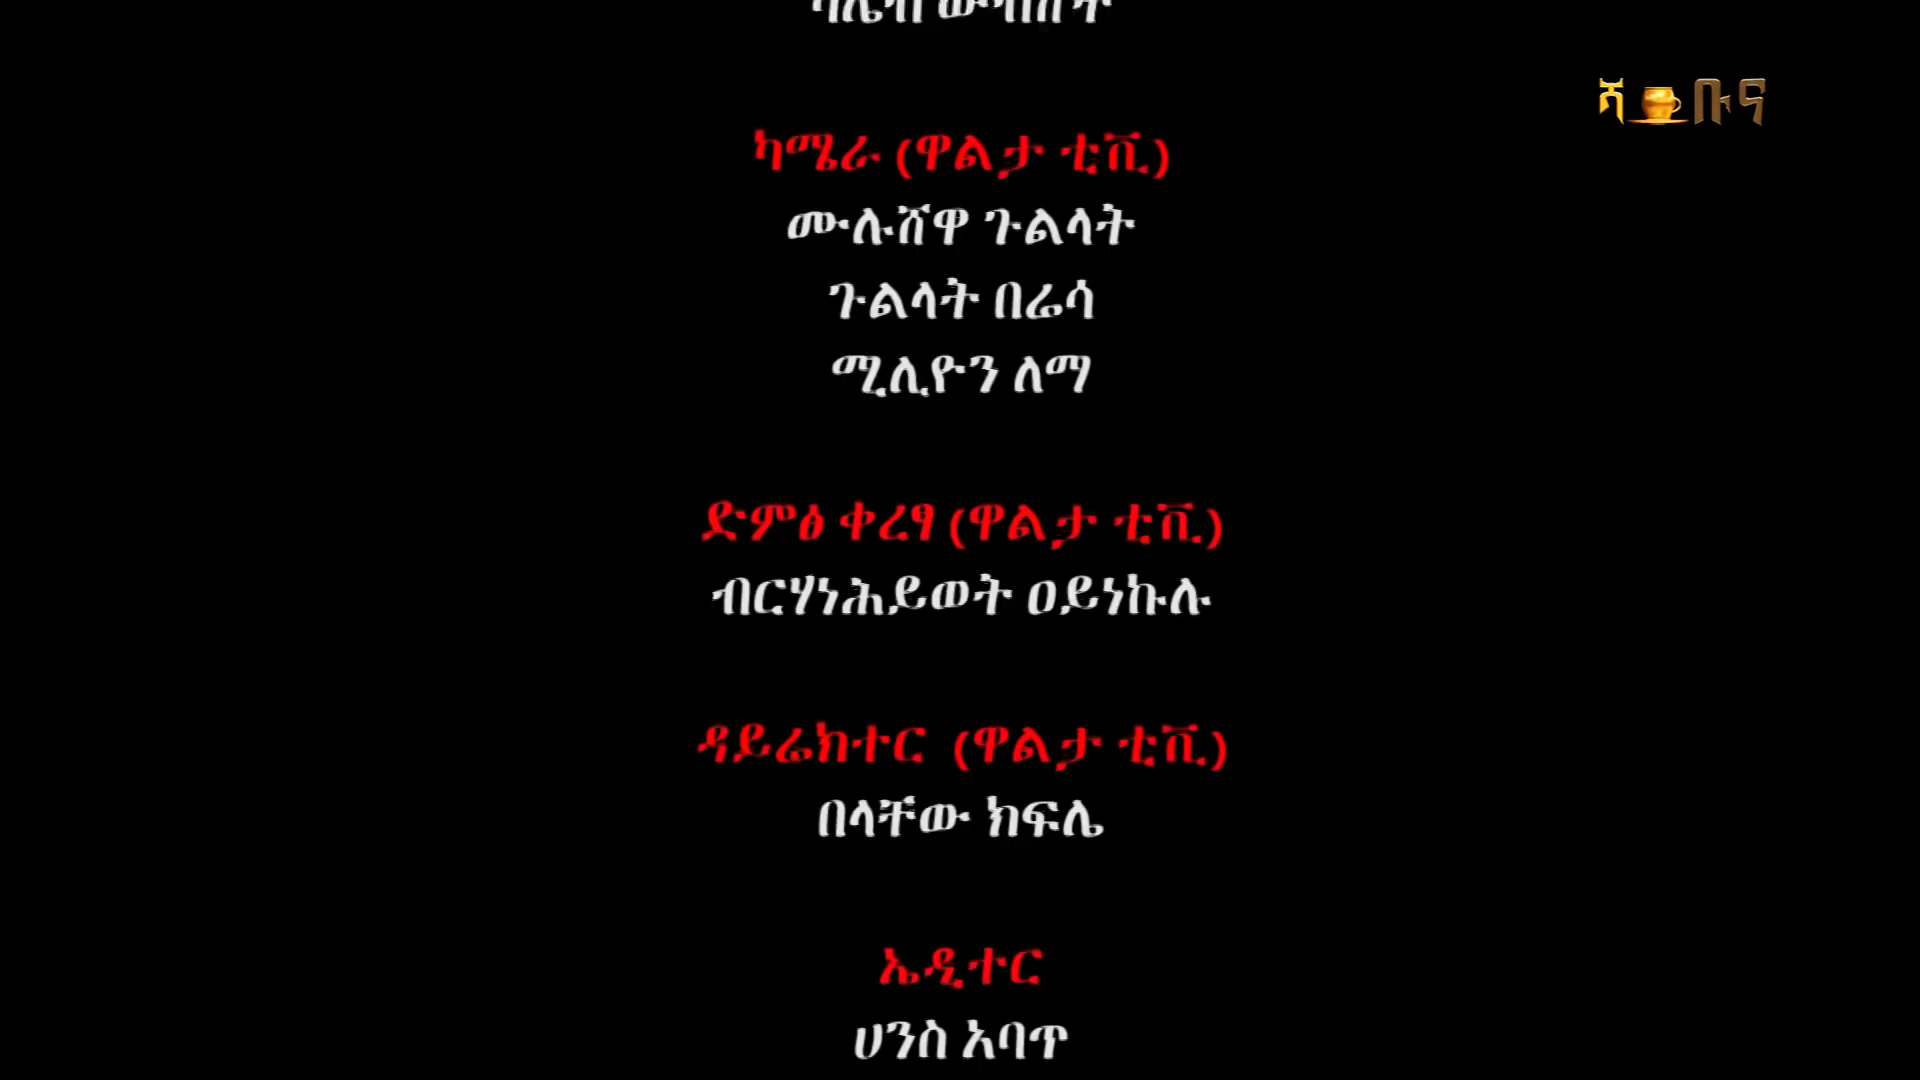 ሻ ቡና
ካሜራ (ዋልታ ቲቪ)
ሙሉሸዋ ጉልላት
ጉልላት በሬሳ
ሚሊዮን ለማ
ድምፅ ቀረፃ (ዋልታ ቲቪ)
ብርሃነሕይወት ዐይነኩሉ
ዳይሬክተር (ዋልታ ቲቪ)
በላቸው ክፍሌ
ኤዲተር
ሀንስ አባጥ